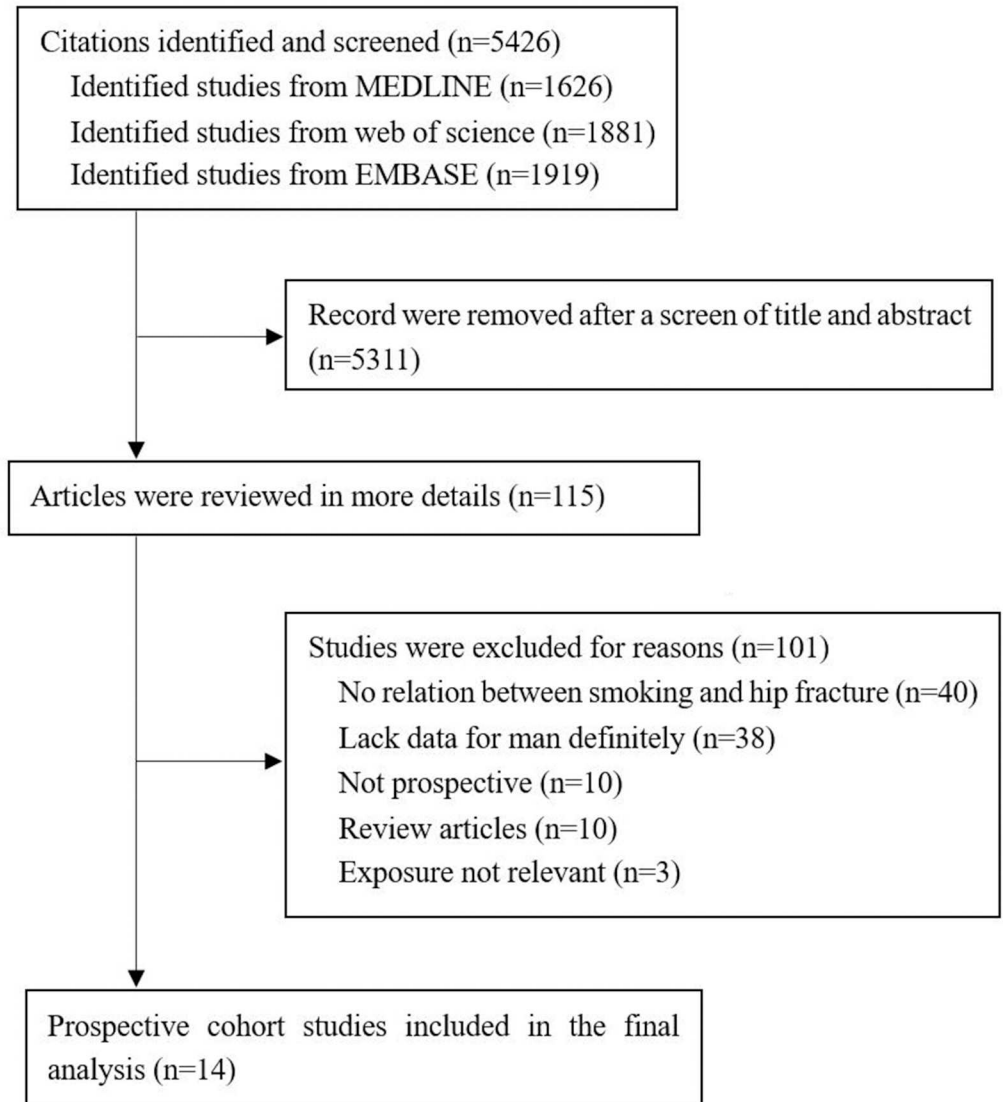 Citations identified and screened (n=5426)
Identified studies from MEDLINE (n=1626)
Identified studies from web of science (n=1881)
Identified studies from EMBASE (n=1919)
Record were removed after a screen of title and abstract
(n=5311)
Articles were reviewed in more details (n=115)
Studies were excluded for reasons (n=101)
No relation between smoking and hip fracture (n=40)
Lack data for man definitely (n=38)
Not prospective (n=10)
Review articles (n=10)
Exposure not relevant (n=3)
Prospective cohort studies included in the final
analysis (n=14)